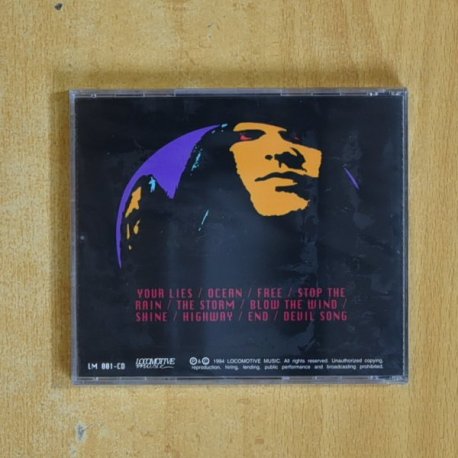 YOUR LIES / OCEAN / FREE / STOP THE
RAIN / THE STORM / BLOW THE WIND /
SHINE / HIGHWAY / END / DEVIL SONG
LM 001-CD
LOCOMOTIVE
MUSIC
℗ & © 1994 LOCOMOTIVE MUSIC. All rights reserved. Unauthorized copying,
reproduction, hiring, lending, public performance and broadcasting prohibited.